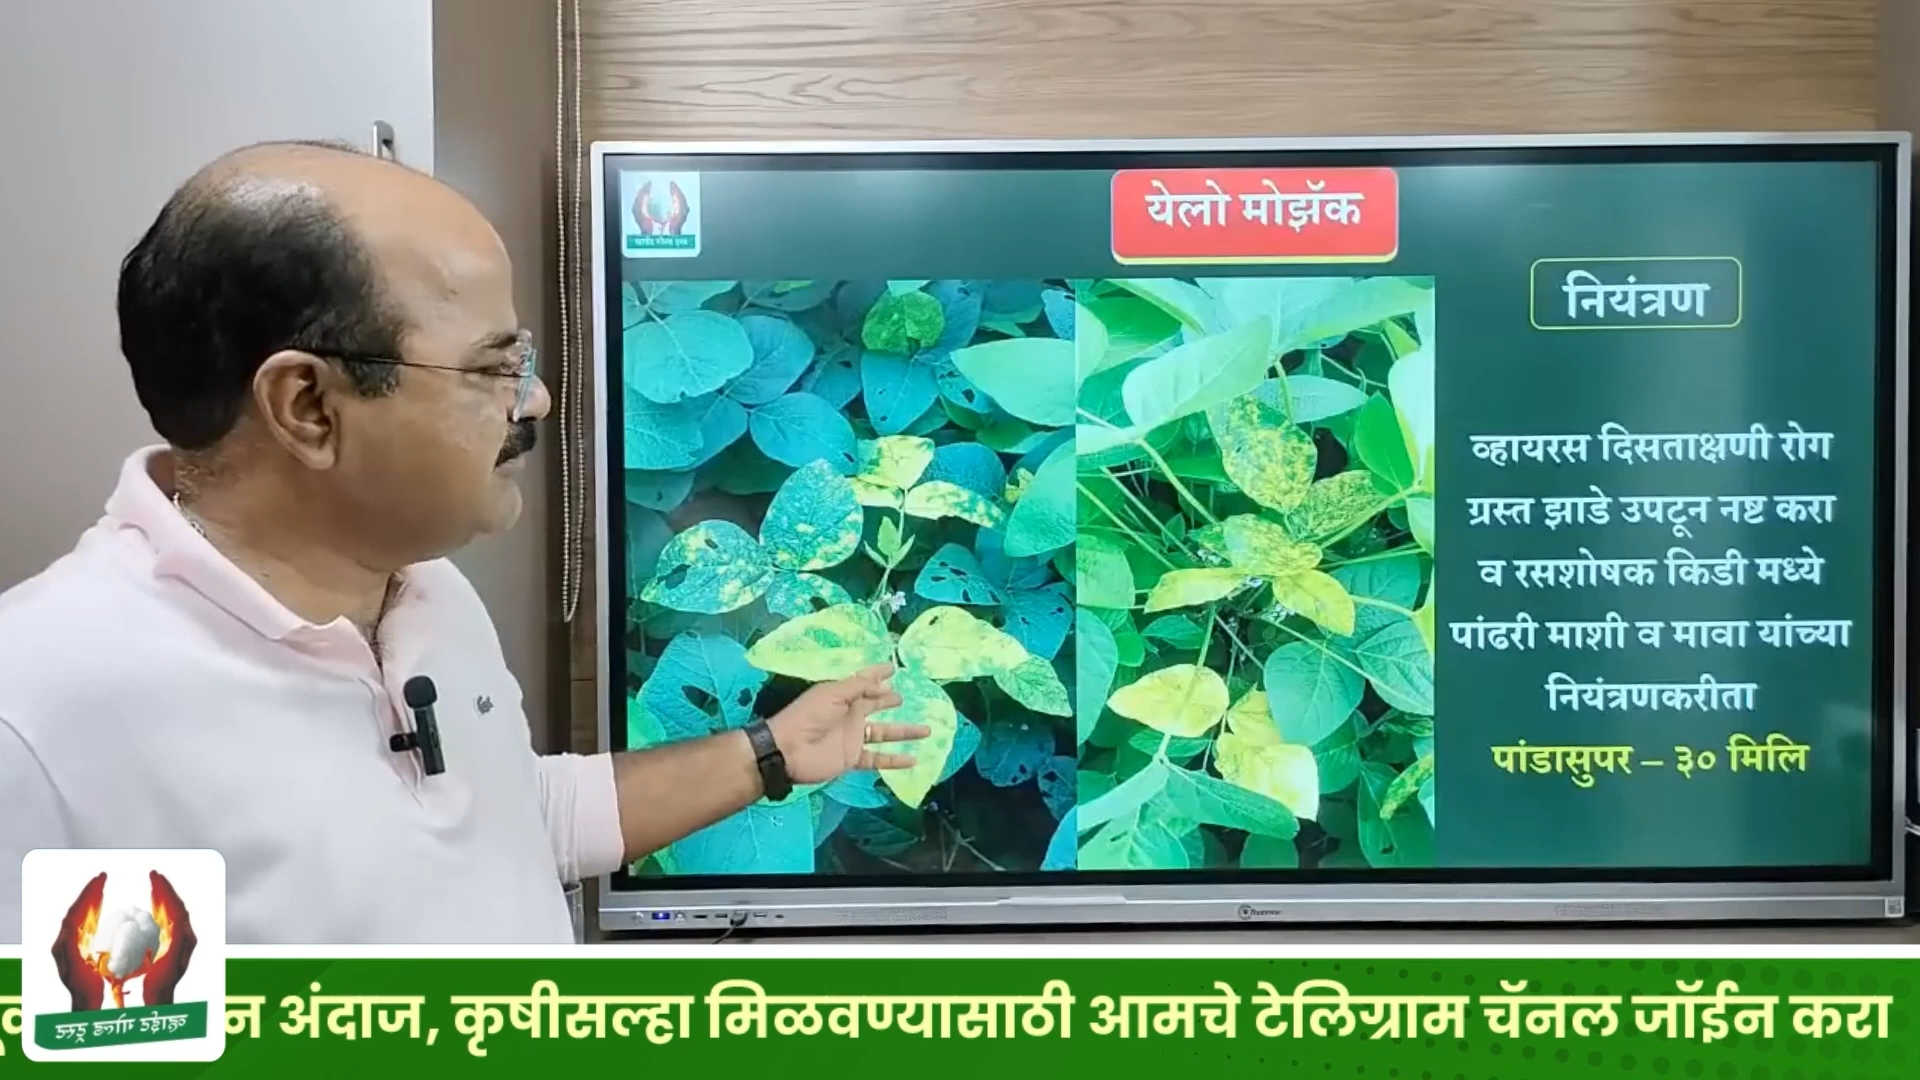 येलो मोझॅक
नियंत्रण
व्हायरस दिसताक्षणी रोग
ग्रस्त झाडे उपटून नष्ट करा
व रसशोषक किडी मध्ये
पांढरी माशी व मावा यांच्या
नियंत्रणकरीता
पांडासुपर – ३० मिलि
अंदाज, कृषीसल्हा मिळवण्यासाठी आमचे टेलिग्राम चॅनल जॉईन करा